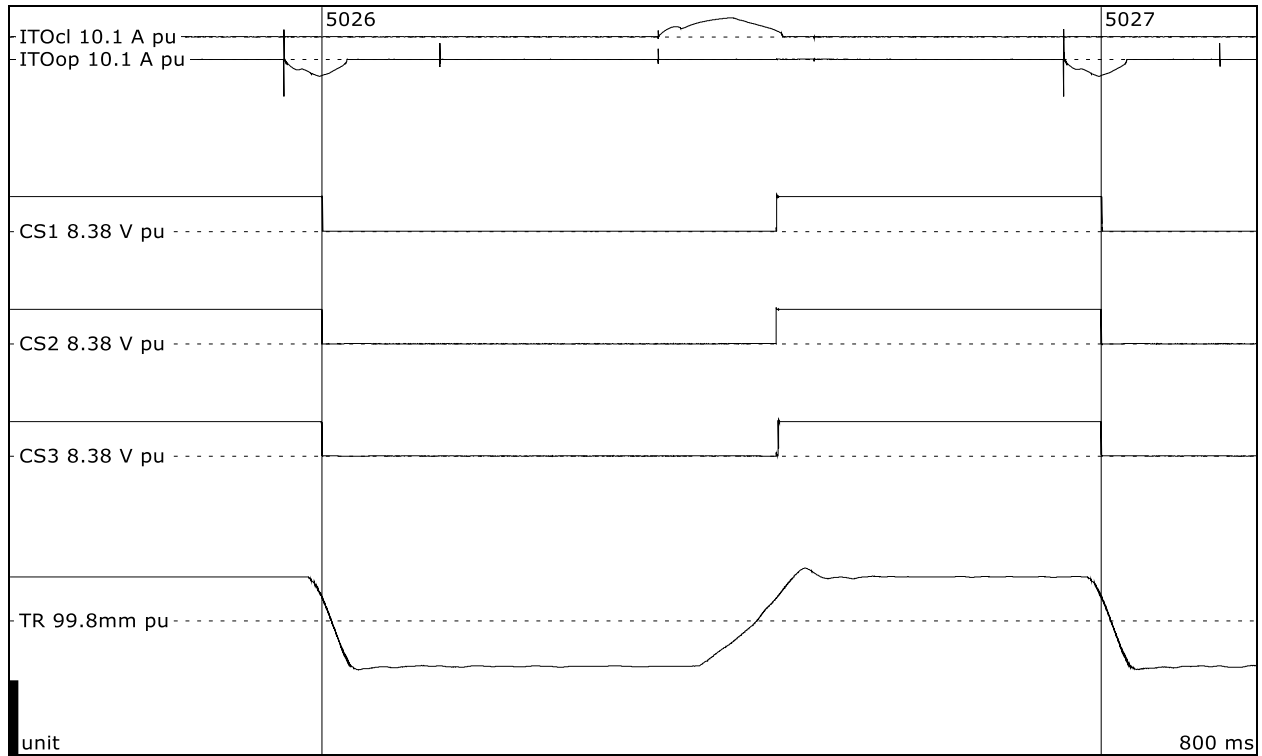 5026
5027
ITOcl 10.1 A pu
ITOop 10.1 A pu
CS1 8.38 V pu
CS2 8.38 V pu
CS3 8.38 V pu
TR 99.8mm pu
unit
800 ms